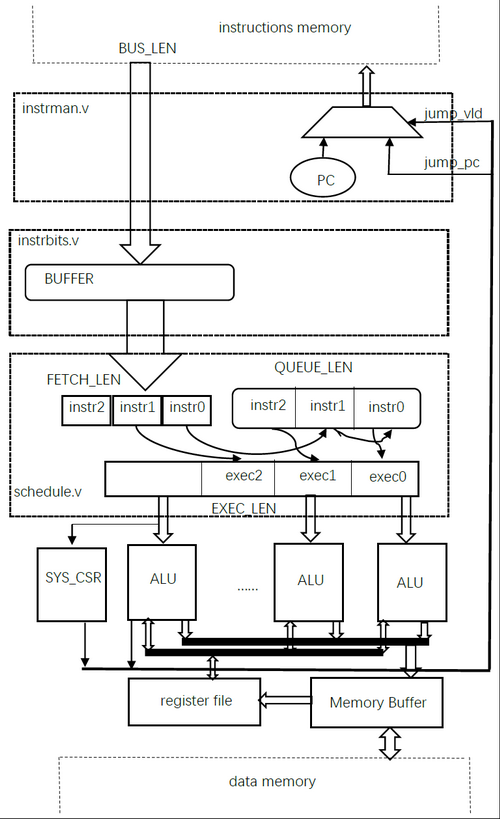 instructions memory
BUS_LEN
instrman.v
jump_vld
jump_pc
PC
instrbits.v
BUFFER
QUEUE_LEN
FETCH_LEN
instr2 instr1 instr0
instr2 instr1 instr0
exec2 exec1 exec0
schedule.v
EXEC_LEN
SYS_CSR
ALU
......
ALU
ALU
register file
Memory Buffer
data memory